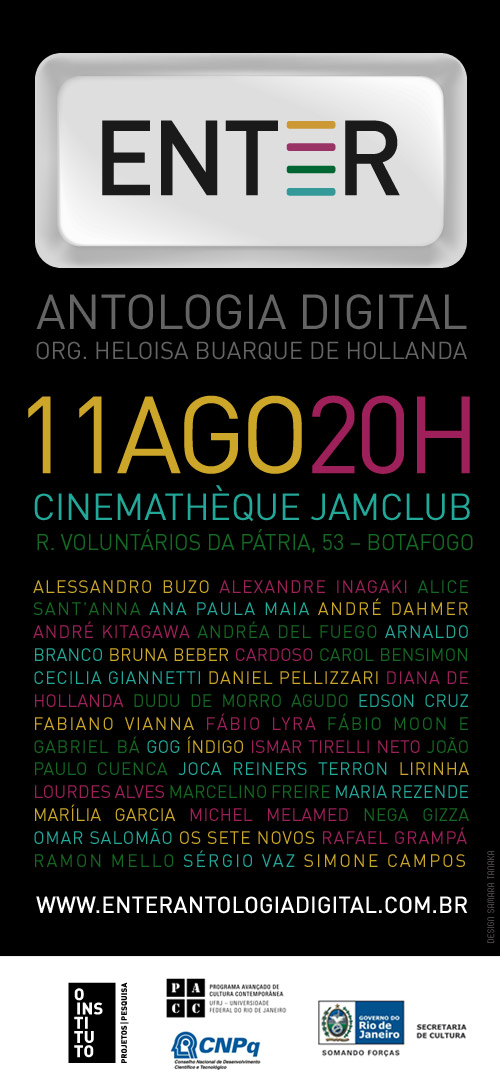 ENTER
ANTOLOGIA DIGITAL
ORG. HELOISA BUARQUE DE HOLLANDA
11AGO20H
CINEMATHÈQUE JAMCLUB
R. VOLUNTÁRIOS DA PÁTRIA, 53 – BOTAFOGO
ALESSANDRO BUZO ALEXANDRE INAGAKI ALICE
SANT'ANNA ANA PAULA MAIA ANDRÉ DAHMER
ANDRÉ KITAGAWA ANDRÉA DEL FUEGO ARNALDO
BRANCO BRUNA BEBER CARDOSO CAROL BENSIMON
CECILIA GIANNETTI DANIEL PELLIZZARI DIANA DE
HOLLANDA DUDU DE MORRO AGUDO EDSON CRUZ
FABIANO VIANNA FÁBIO LYRA FÁBIO MOON E
GABRIEL BÁ GOG ÍNDIGO ISMAR TIRELLI NETO JOÃO
PAULO CUENCA JOCA REINERS TERRON LIRINHA
LOURDES ALVES MARCELINO FREIRE MARIA REZENDE
MARÍLIA GARCIA MICHEL MELAMED NEGA GIZZA
OMAR SALOMÃO OS SETE NOVOS RAFAEL GRAMPÁ
RAMON MELLO SÉRGIO VAZ SIMONE CAMPOS
WWW.ENTERANTOLOGIADIGITAL.COM.BR
DESIGN SAMARA TANAKA
O
INS
TI
TU
TO
PROJETOS|PESQUISA
PACC
PROGRAMA AVANÇADO DE
CULTURA CONTEMPORÂNEA
UFRJ – UNIVERSIDADE
FEDERAL DO RIO DE JANEIRO
CNPq
Conselho Nacional de Desenvolvimento
Científico e Tecnológico
GOVERNO DO
Rio de
Janeiro
SOMANDO FORÇAS
SECRETARIA
DE CULTURA